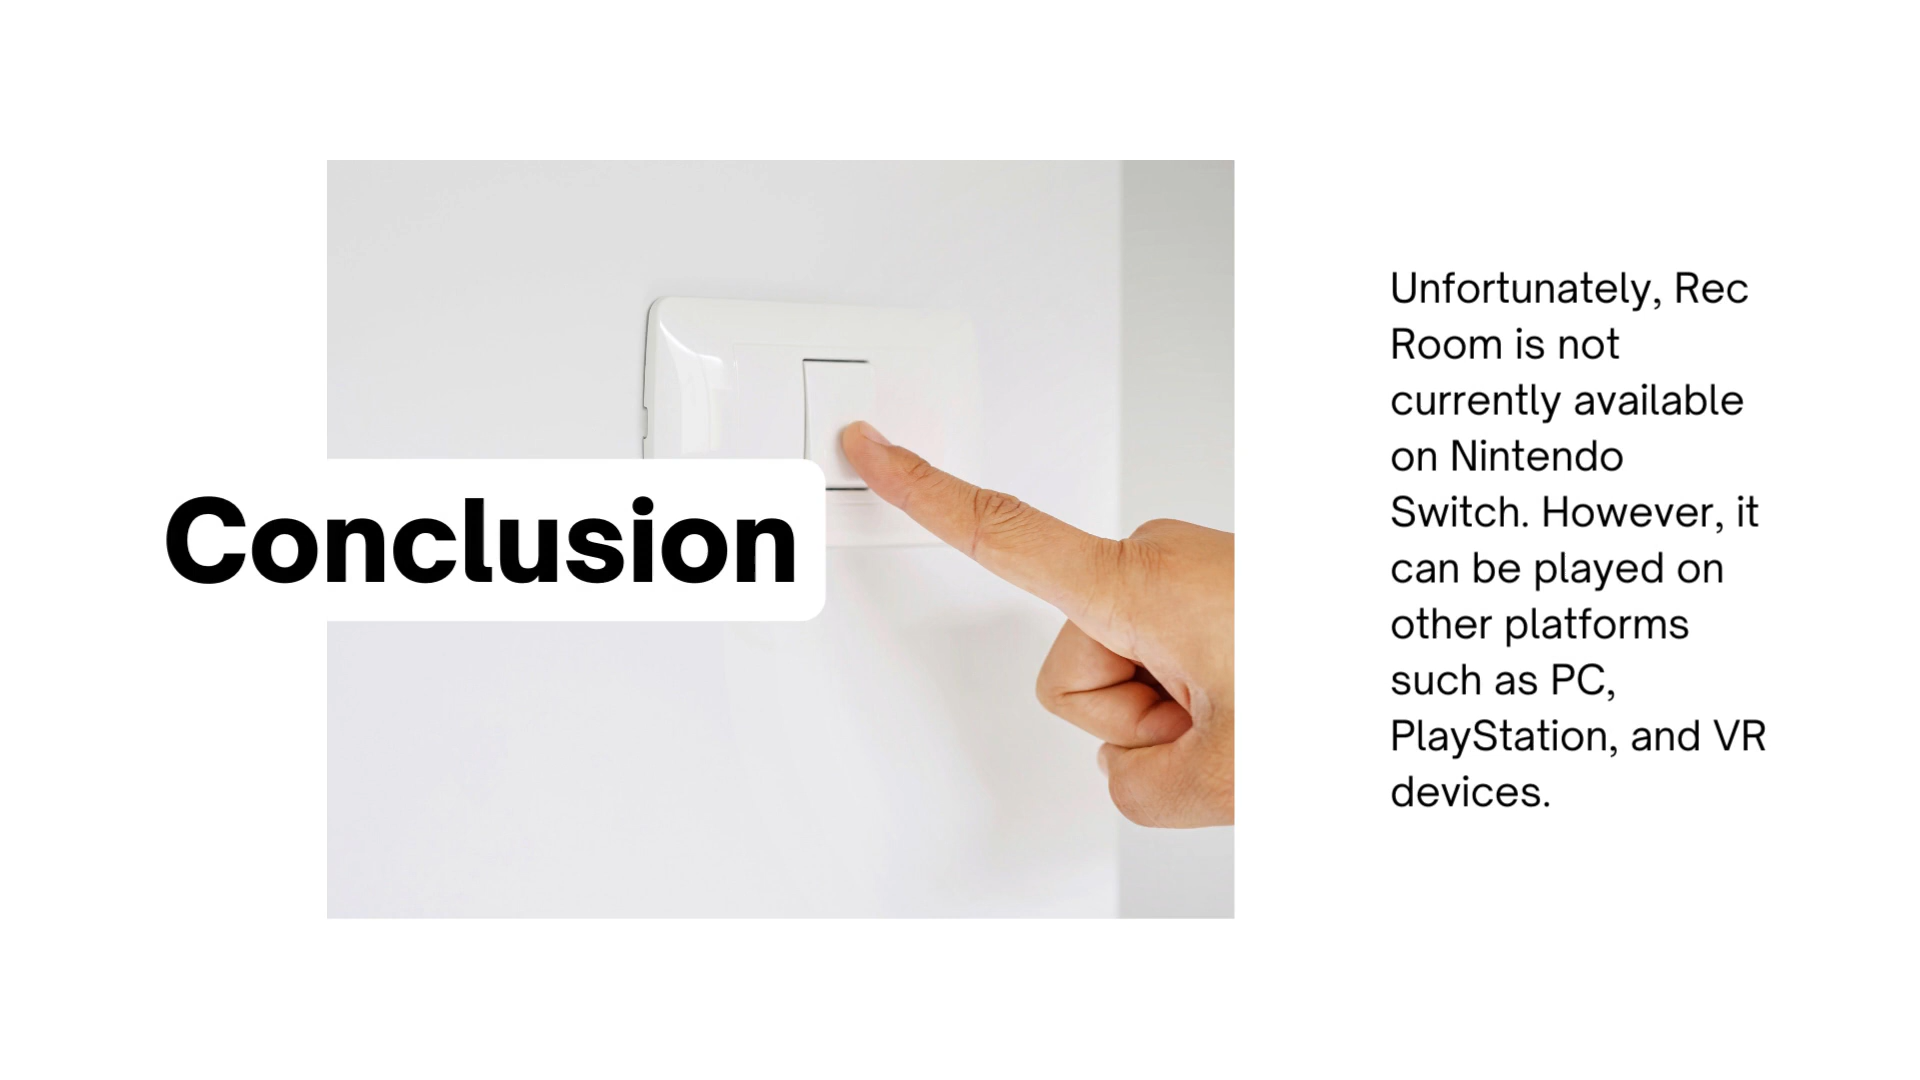 Conclusion
Unfortunately, Rec
Room is not
currently available
on Nintendo
Switch. However, it
can be played on
other platforms
such as PC,
PlayStation, and VR
devices.